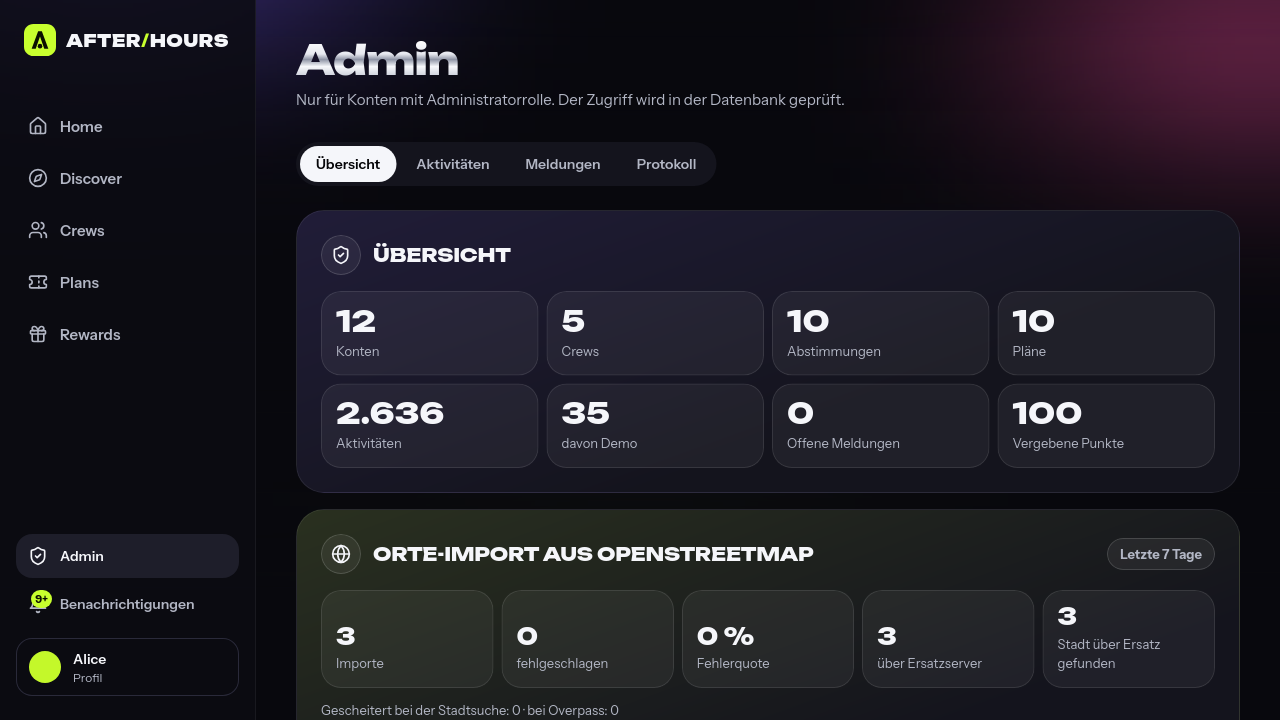 AFTER/HOURS
Home
Discover
Crews
Plans
Rewards
Admin
9+
Benachrichtigungen
Alice
Profil
Admin
Nur für Konten mit Administratorrolle. Der Zugriff wird in der Datenbank geprüft.
Übersicht Aktivitäten Meldungen Protokoll
ÜBERSICHT
12
Konten
5
Crews
10
Abstimmungen
10
Pläne
2.636
Aktivitäten
35
davon Demo
0
Offene Meldungen
100
Vergebene Punkte
ORTE-IMPORT AUS OPENSTREETMAP
Letzte 7 Tage
3
Importe
0
fehlgeschlagen
0 %
Fehlerquote
3
über Ersatzserver
3
Stadt über Ersatz
gefunden
Gescheitert bei der Stadtsuche: 0 · bei Overpass: 0